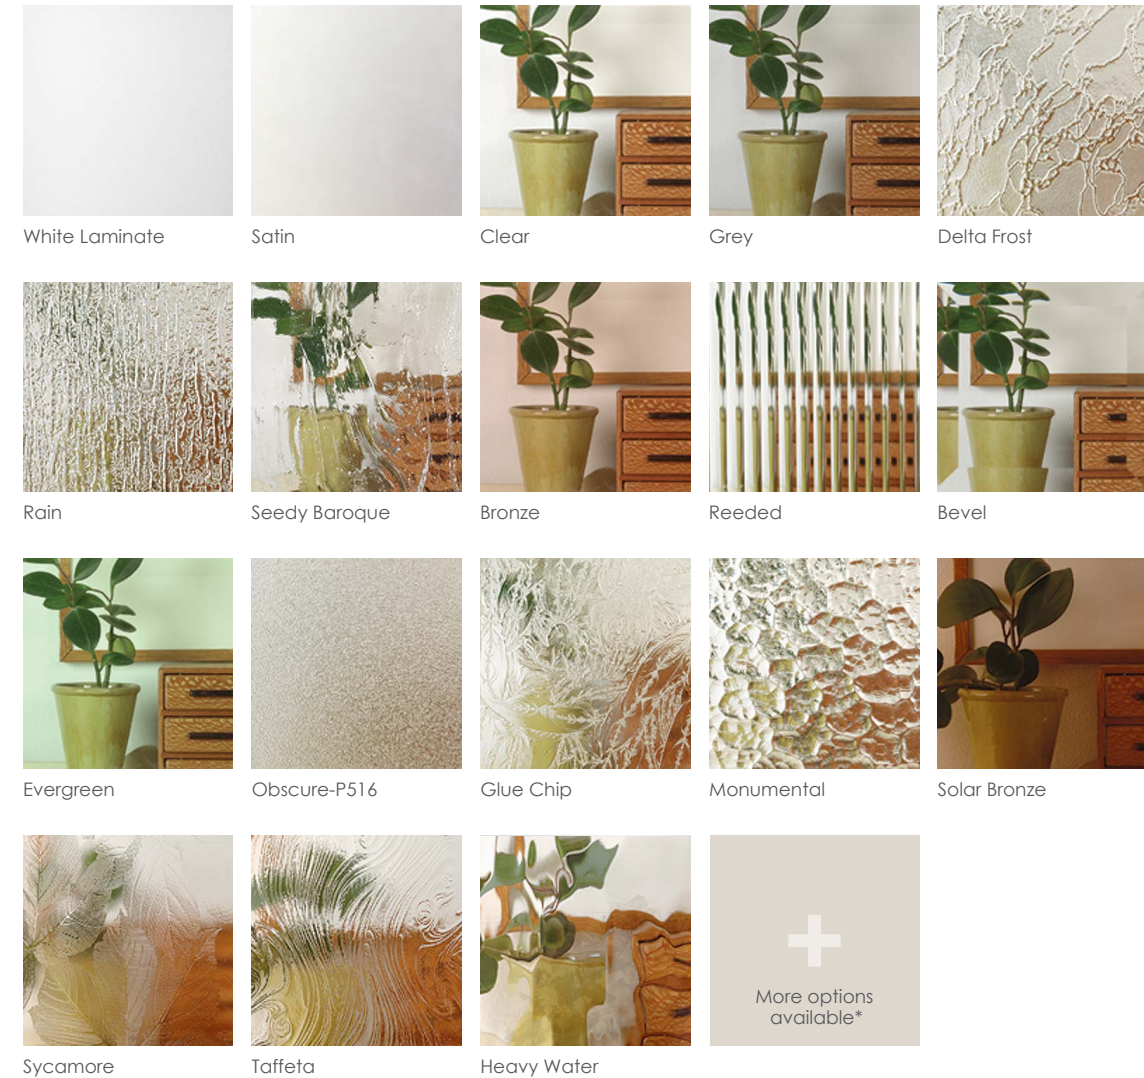 White Laminate
Satin
Clear
Grey
Delta Frost
Rain
Seedy Baroque
Bronze
Reeded
Bevel
Evergreen
Obscure-P516
Glue Chip
Monumental
Solar Bronze
Sycamore
Taffeta
Heavy Water
More options
available*